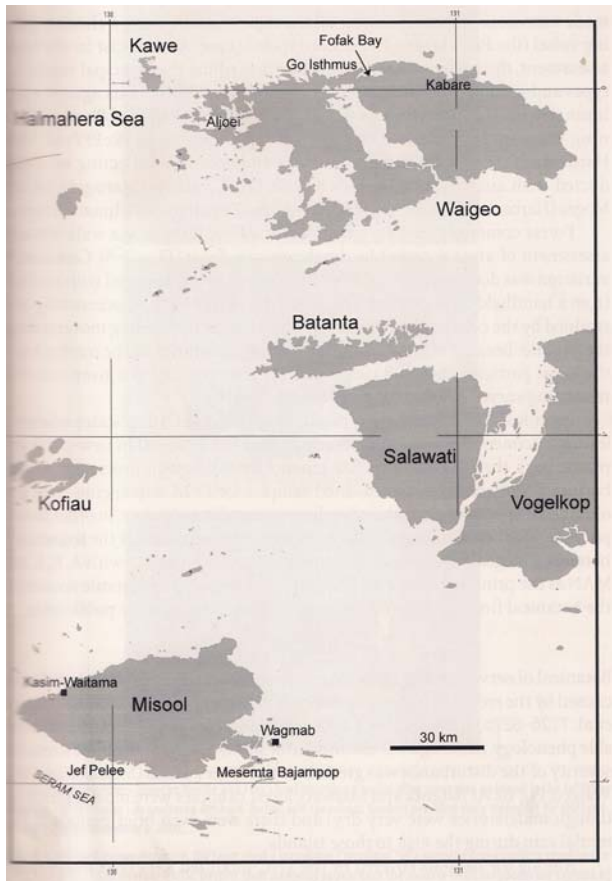 130 131
Fofak Bay
Kawe
Go Isthmus
Kabare
Halmahera Sea
Aljoei
Waigeo
Batanta
Salawati
Kofiau
Vogelkop
Kasim-Waitama
Misool
Wagmab
30 km
Jef Pelee
Mesemta Bajampop
SERAM SEA
130 131